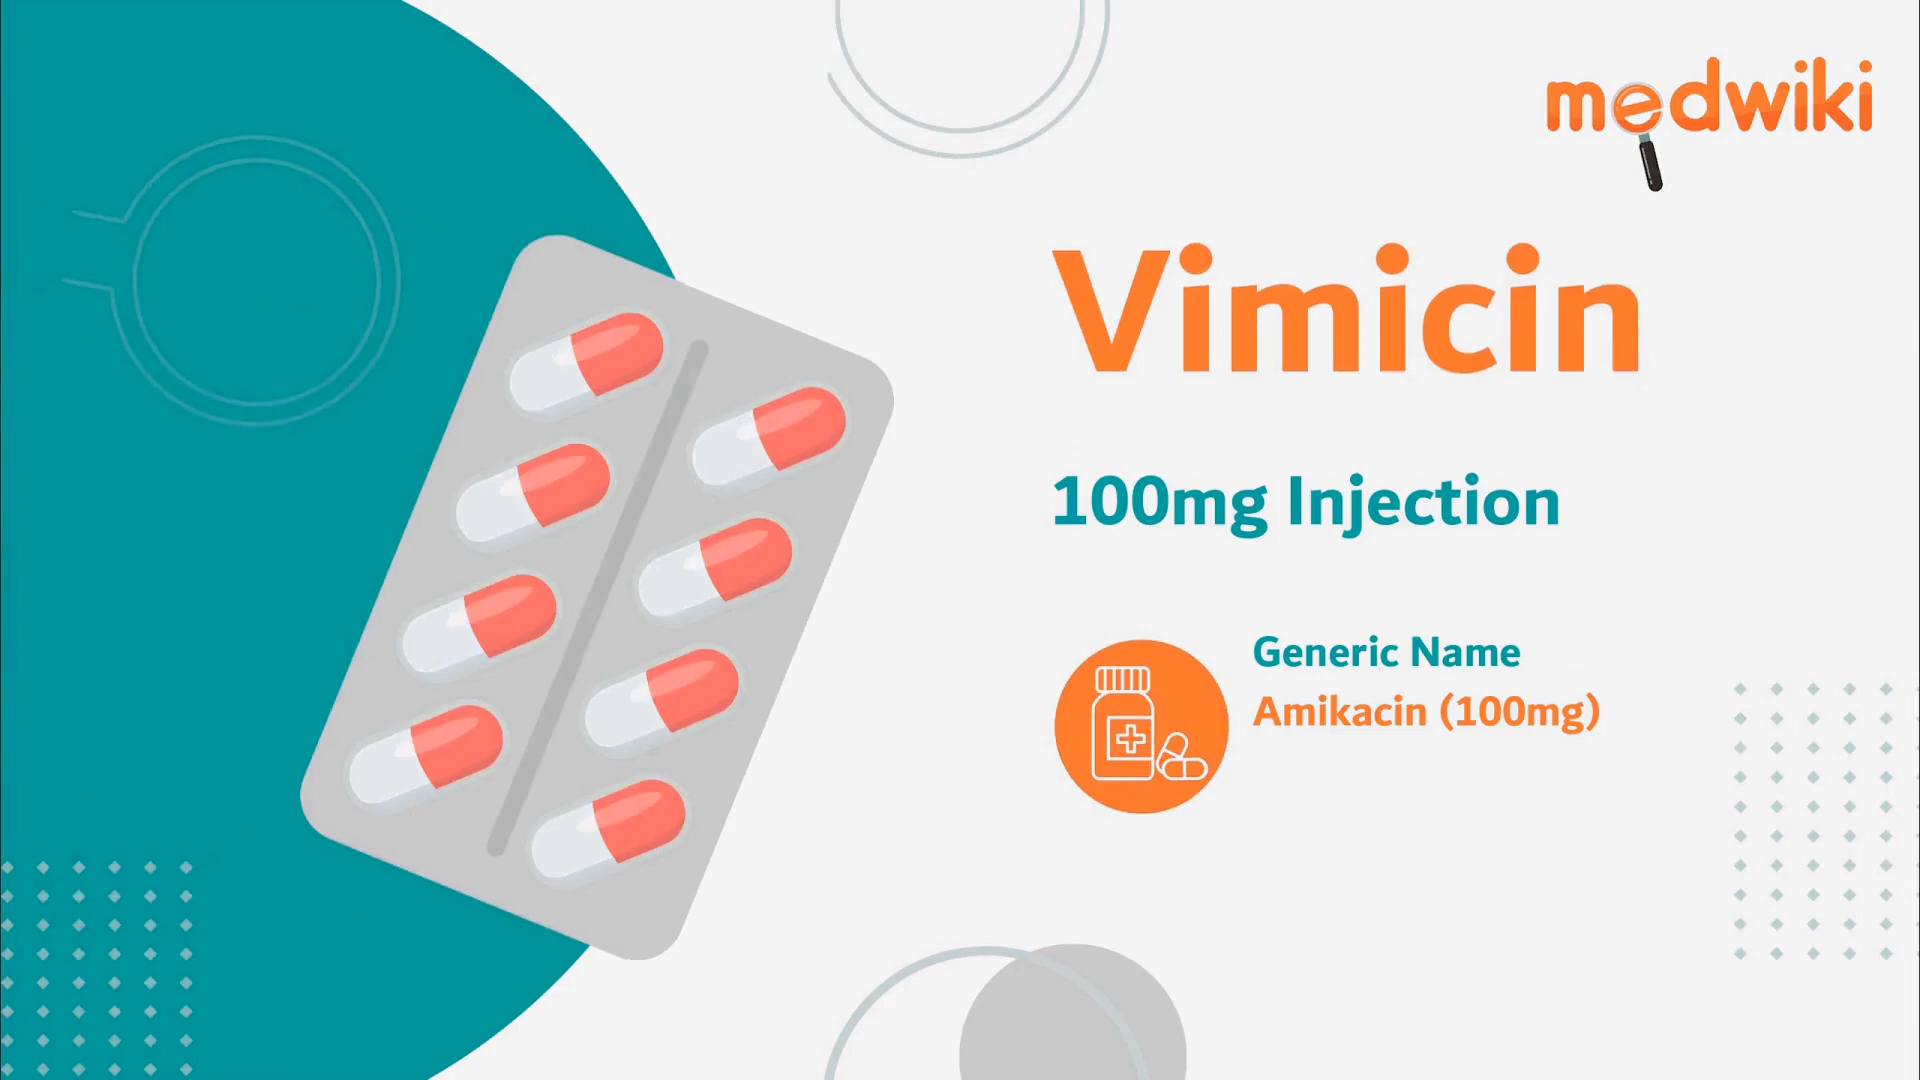 medwiki
Vimicin
100mg Injection
Generic Name
Amikacin (100mg)